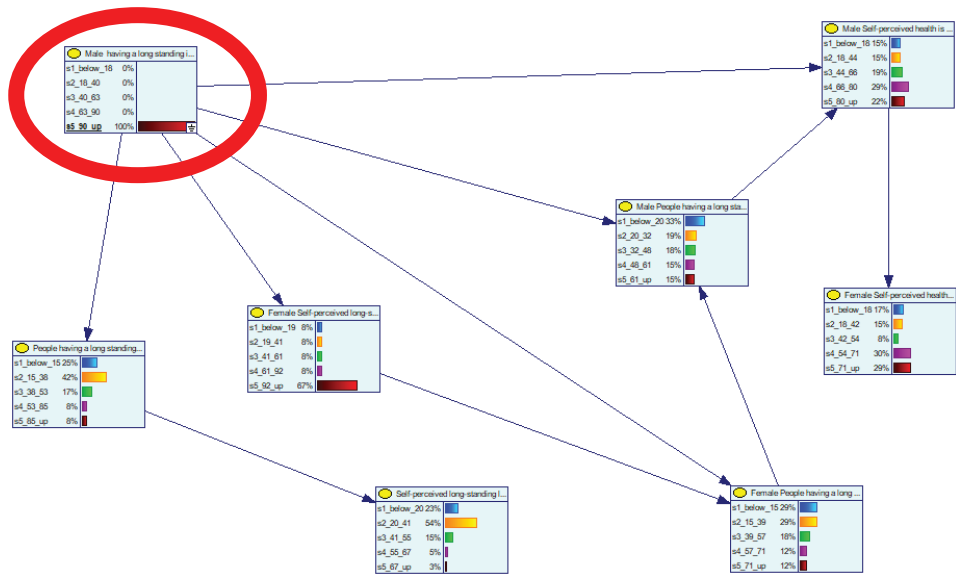 Male having a long standing i...
s1_below_18 0%
s2_18_40 0%
s3_40_63 0%
s4_63_90 0%
s5_90_up 100%
Male Self-perceived health is ...
s1_below_18 15%
s2_18_44 15%
s3_44_66 19%
s4_66_80 29%
s5_80_up 22%
Male People having a long sta...
s1_below_20 33%
s2_20_32 19%
s3_32_48 18%
s4_48_61 15%
s5_61_up 15%
Female Self-perceived health...
s1_below_18 17%
s2_18_42 15%
s3_42_54 8%
s4_54_71 30%
s5_71_up 29%
Female Self-perceived long-s...
s1_below_19 8%
s2_19_41 8%
s3_41_61 8%
s4_61_92 8%
s5_92_up 67%
People having a long standing...
s1_below_15 25%
s2_15_38 42%
s3_38_53 17%
s4_53_85 8%
s5_85_up 8%
Self-perceived long-standing l...
s1_below_20 23%
s2_20_41 54%
s3_41_55 15%
s4_55_67 5%
s5_67_up 3%
Female People having a long ...
s1_below_15 29%
s2_15_39 29%
s3_39_57 18%
s4_57_71 12%
s5_71_up 12%